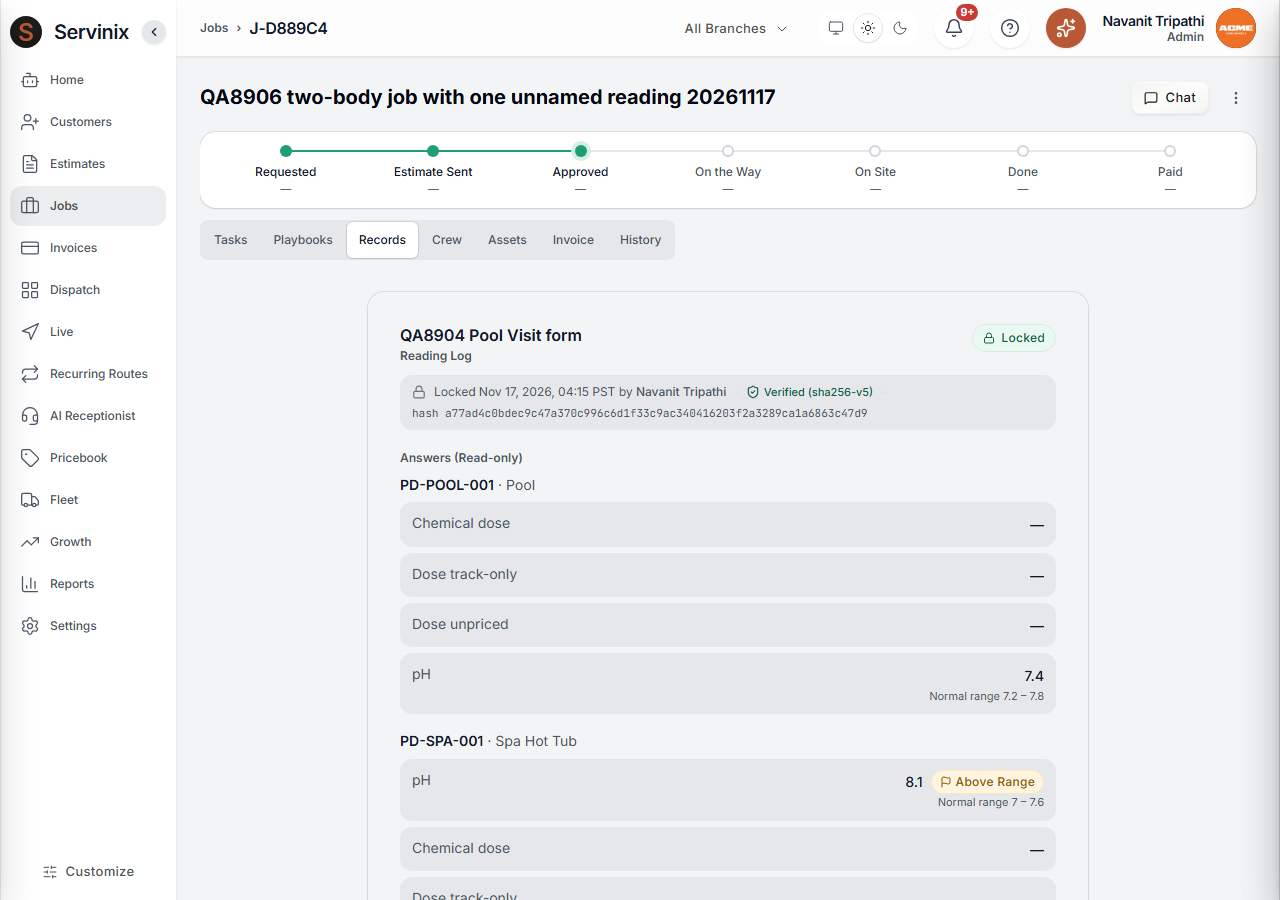 S Servinix
Jobs › J-D889C4
All Branches
9+
Navanit Tripathi
Admin
ACME
Home
Customers
Estimates
Jobs
Invoices
Dispatch
Live
Recurring Routes
AI Receptionist
Pricebook
Fleet
Growth
Reports
Settings
Customize
QA8906 two-body job with one unnamed reading 20261117
Chat
Requested
Estimate Sent
Approved
On the Way
On Site
Done
Paid
— — — — — — —
Tasks
Playbooks
Records
Crew
Assets
Invoice
History
QA8904 Pool Visit form
Locked
Reading Log
Locked Nov 17, 2026, 04:15 PST by Navanit Tripathi · Verified (sha256-v5) ·
hash a77ad4c0bdec9c47a370c996c6d1f33c9ac340416203f2a3289ca1a6863c47d9
Answers (Read-only)
PD-POOL-001 · Pool
Chemical dose —
Dose track-only —
Dose unpriced —
pH 7.4
Normal range 7.2 – 7.8
PD-SPA-001 · Spa Hot Tub
pH 8.1 Above Range
Normal range 7 – 7.6
Chemical dose —
Dose track-only